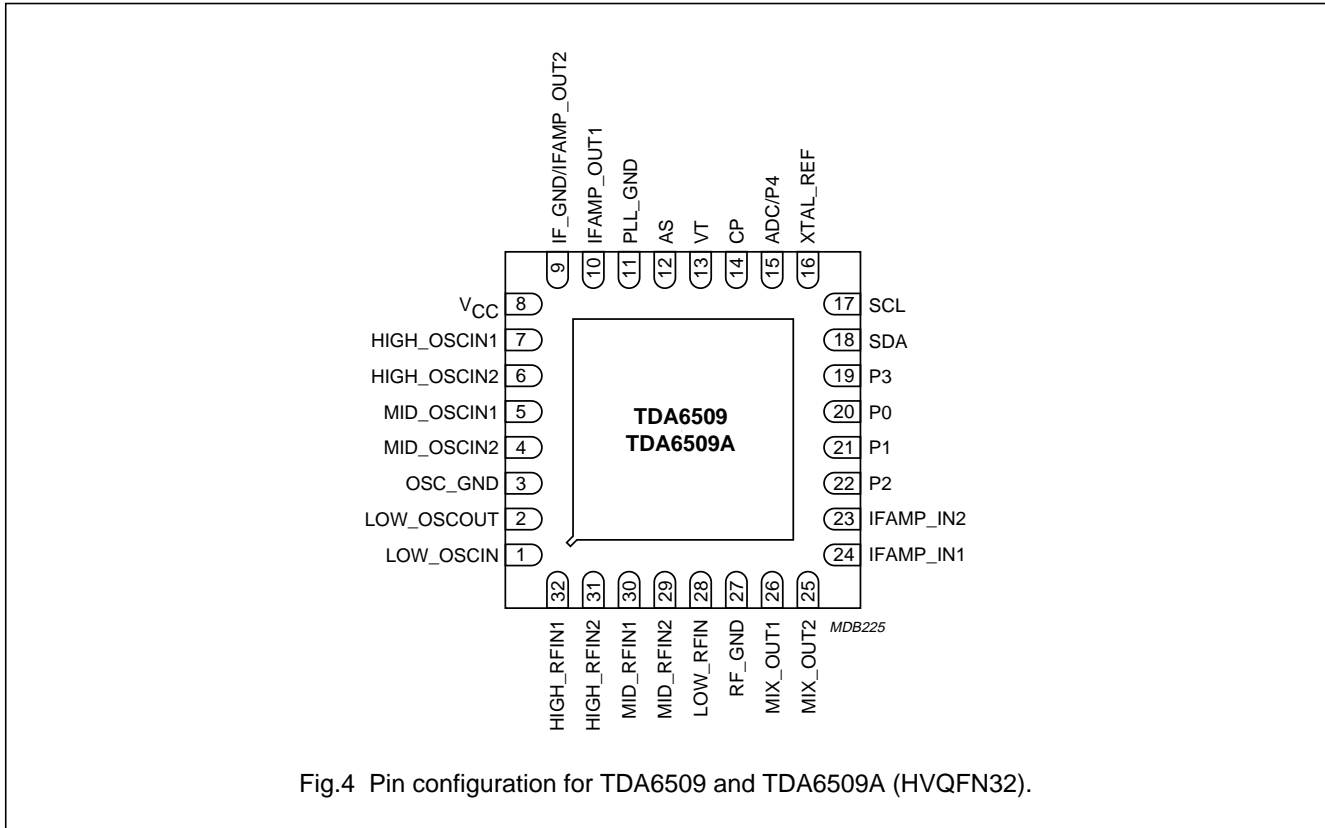 IF_GND/IFAMP_OUT2
IFAMP_OUT1
PLL_GND
AS
VT
CP
ADC/P4
XTAL_REF
9
10
11
12
13
14
15
16
VCC 8
HIGH_OSCIN1 7
HIGH_OSCIN2 6
MID_OSCIN1 5
MID_OSCIN2 4
OSC_GND 3
LOW_OSCOUT 2
LOW_OSCIN 1
TDA6509
TDA6509A
17 SCL
18 SDA
19 P3
20 P0
21 P1
22 P2
23 IFAMP_IN2
24 IFAMP_IN1
32
31
30
29
28
27
26
25
HIGH_RFIN1
HIGH_RFIN2
MID_RFIN1
MID_RFIN2
LOW_RFIN
RF_GND
MIX_OUT1
MIX_OUT2
MDB225
Fig.4 Pin configuration for TDA6509 and TDA6509A (HVQFN32).